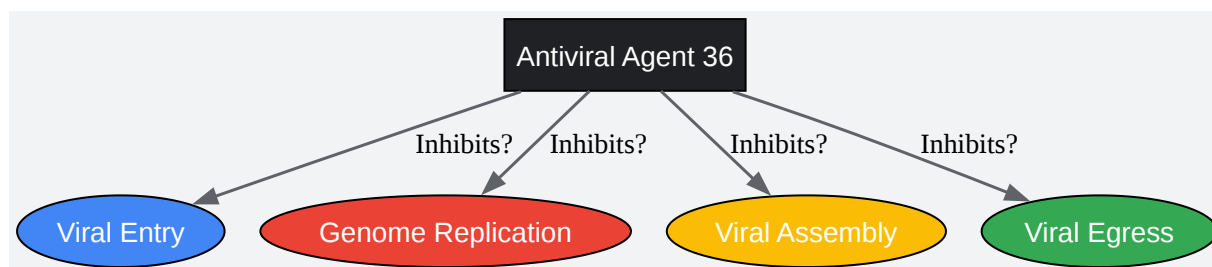 Antiviral Agent 36
Inhibits? Inhibits? Inhibits? Inhibits?
Viral Entry Genome Replication Viral Assembly Viral Egress